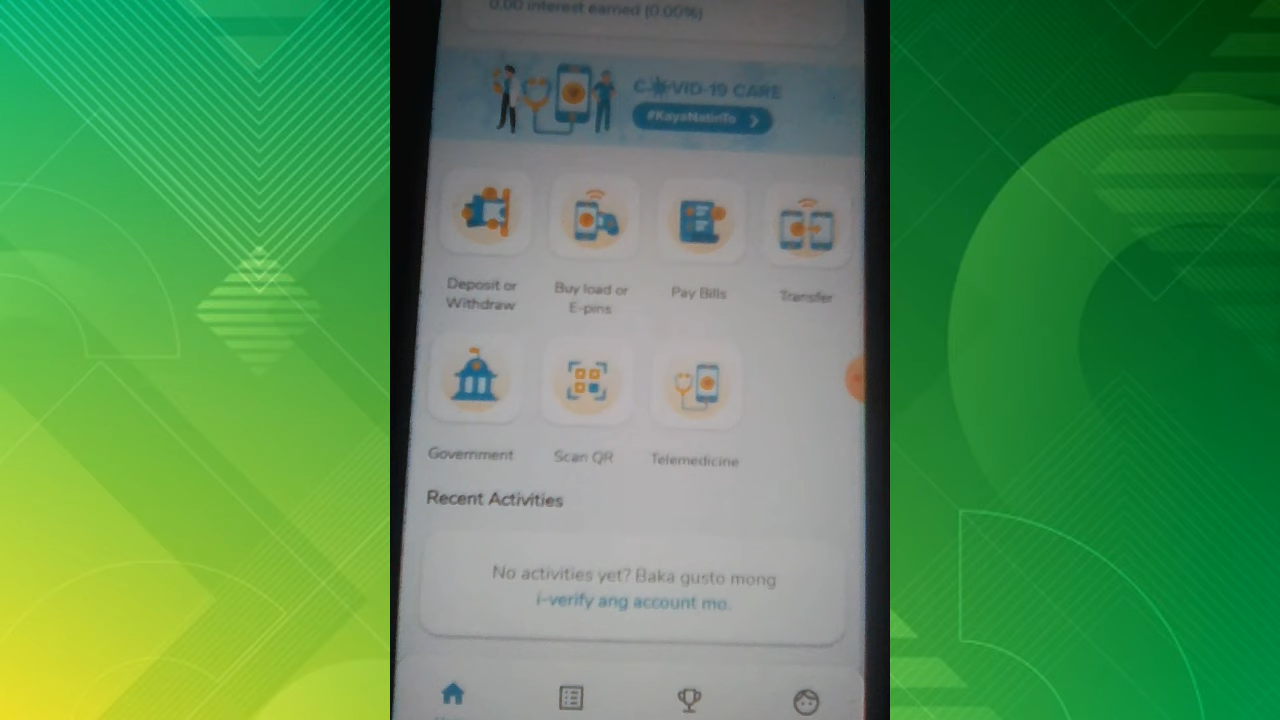 0.00 interest earned (0.00%)
COVID-19 CARE
#KayaNatinTo
Deposit or
Withdraw
Buy load or
E-pins
Pay Bills
Transfer
Government
Scan QR
Telemedicine
Recent Activities
No activities yet? Baka gusto mong
i-verify ang account mo.